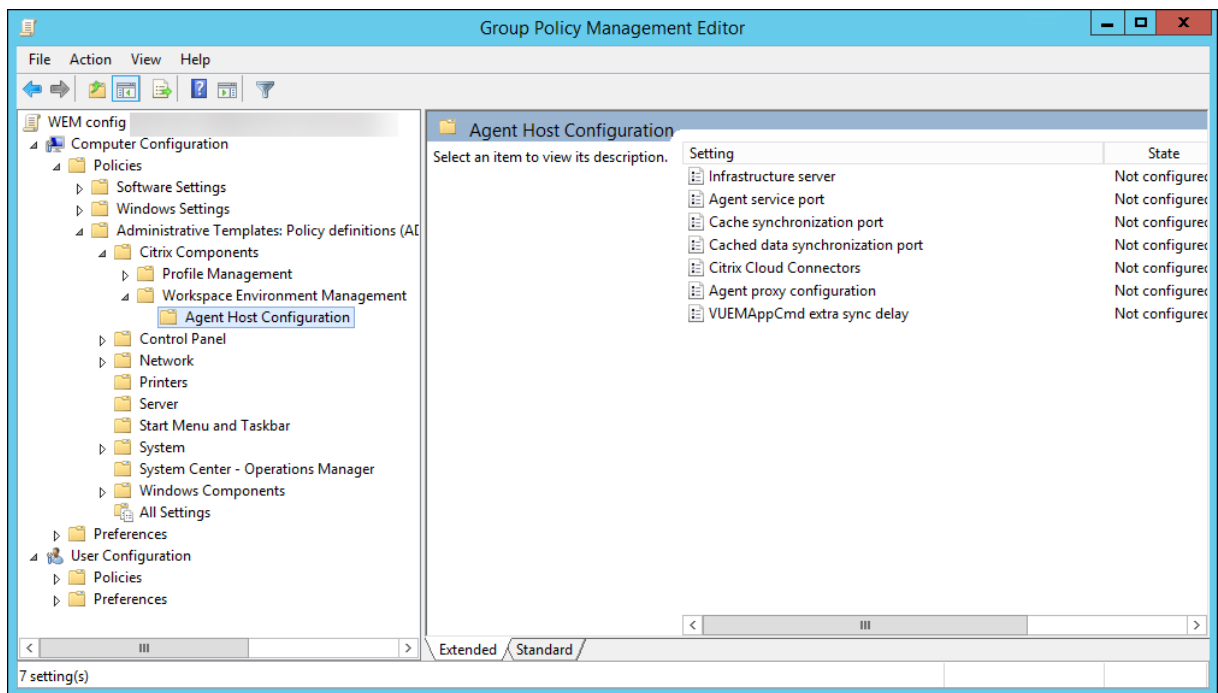 Group Policy Management Editor
File Action View Help
WEM config
Computer Configuration
Policies
Software Settings
Windows Settings
Administrative Templates: Policy definitions (AD
Citrix Components
Profile Management
Workspace Environment Management
Agent Host Configuration
Control Panel
Network
Printers
Server
Start Menu and Taskbar
System
System Center - Operations Manager
Windows Components
All Settings
Preferences
User Configuration
Policies
Preferences
Agent Host Configuration
Select an item to view its description.
Setting State
Infrastructure server Not configured
Agent service port Not configured
Cache synchronization port Not configured
Cached data synchronization port Not configured
Citrix Cloud Connectors Not configured
Agent proxy configuration Not configured
VUEMAppCmd extra sync delay Not configured
Extended Standard
7 setting(s)